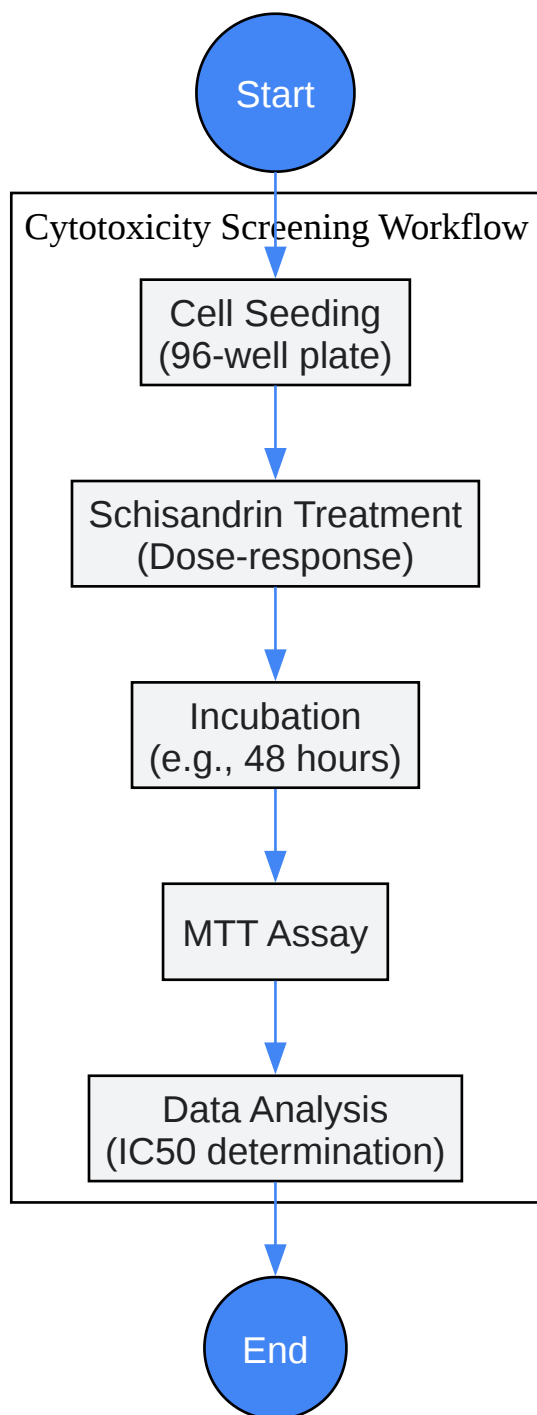 Start
Cytotoxicity Screening Workflow
Cell Seeding
(96-well plate)
Schisandrin Treatment
(Dose-response)
Incubation
(e.g., 48 hours)
MTT Assay
Data Analysis
(IC50 determination)
End